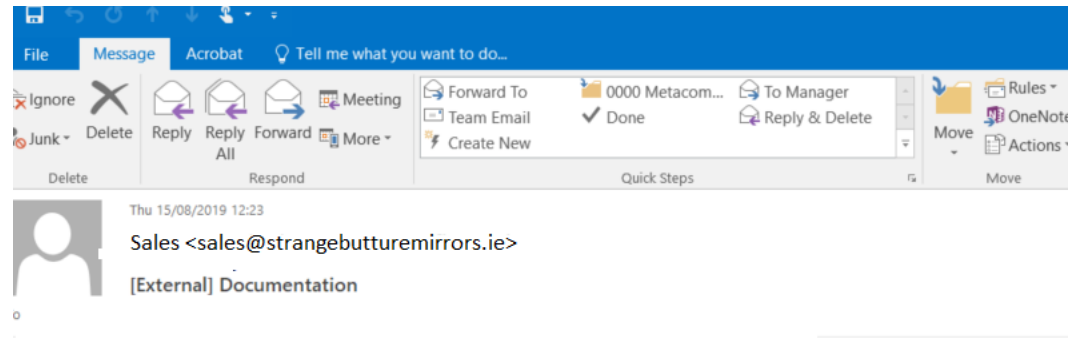 File Message Acrobat Tell me what you want to do...
Ignore Delete Reply Reply All Forward Meeting Forward To 0000 Metacom... To Manager Move Rules
Junk More Team Email Done Reply & Delete OneNote
Create New Actions
Delete Respond Quick Steps Move
Thu 15/08/2019 12:23
Sales <sales@strangebutturemirrors.ie>
[External] Documentation